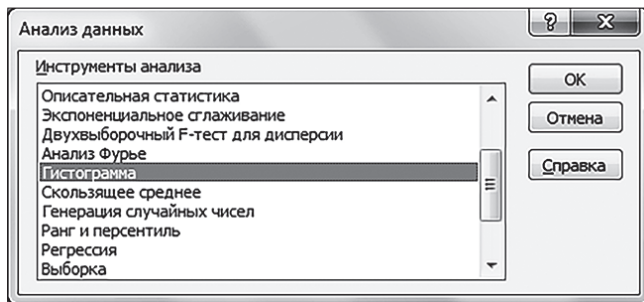 Анализ данных
Инструменты анализа
Описательная статистика
Экспоненциальное сглаживание
Двухвыборочный F-тест для дисперсии
Анализ Фурье
Гистограмма
Скользящее среднее
Генерация случайных чисел
Ранг и персентиль
Регрессия
Выборка
ОК
Отмена
Справка